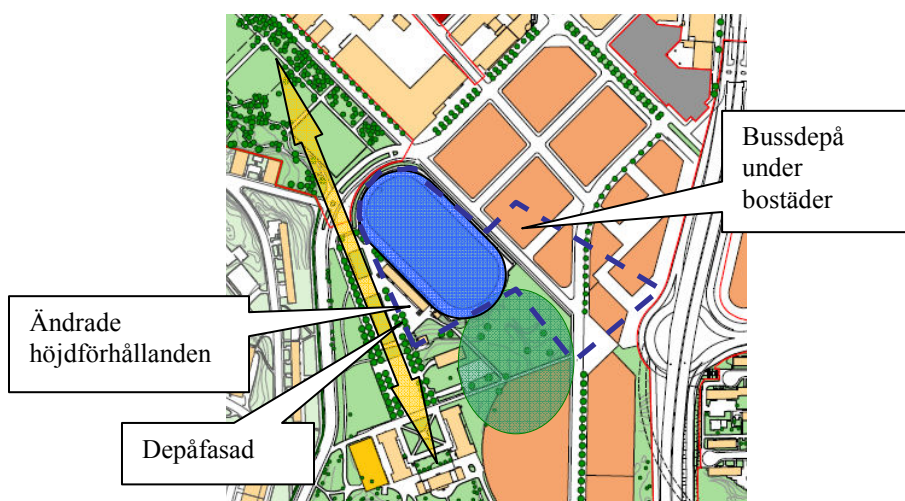 Bussdepå
under
bostäder
Ändrade
höjdförhållanden
Depåfasad